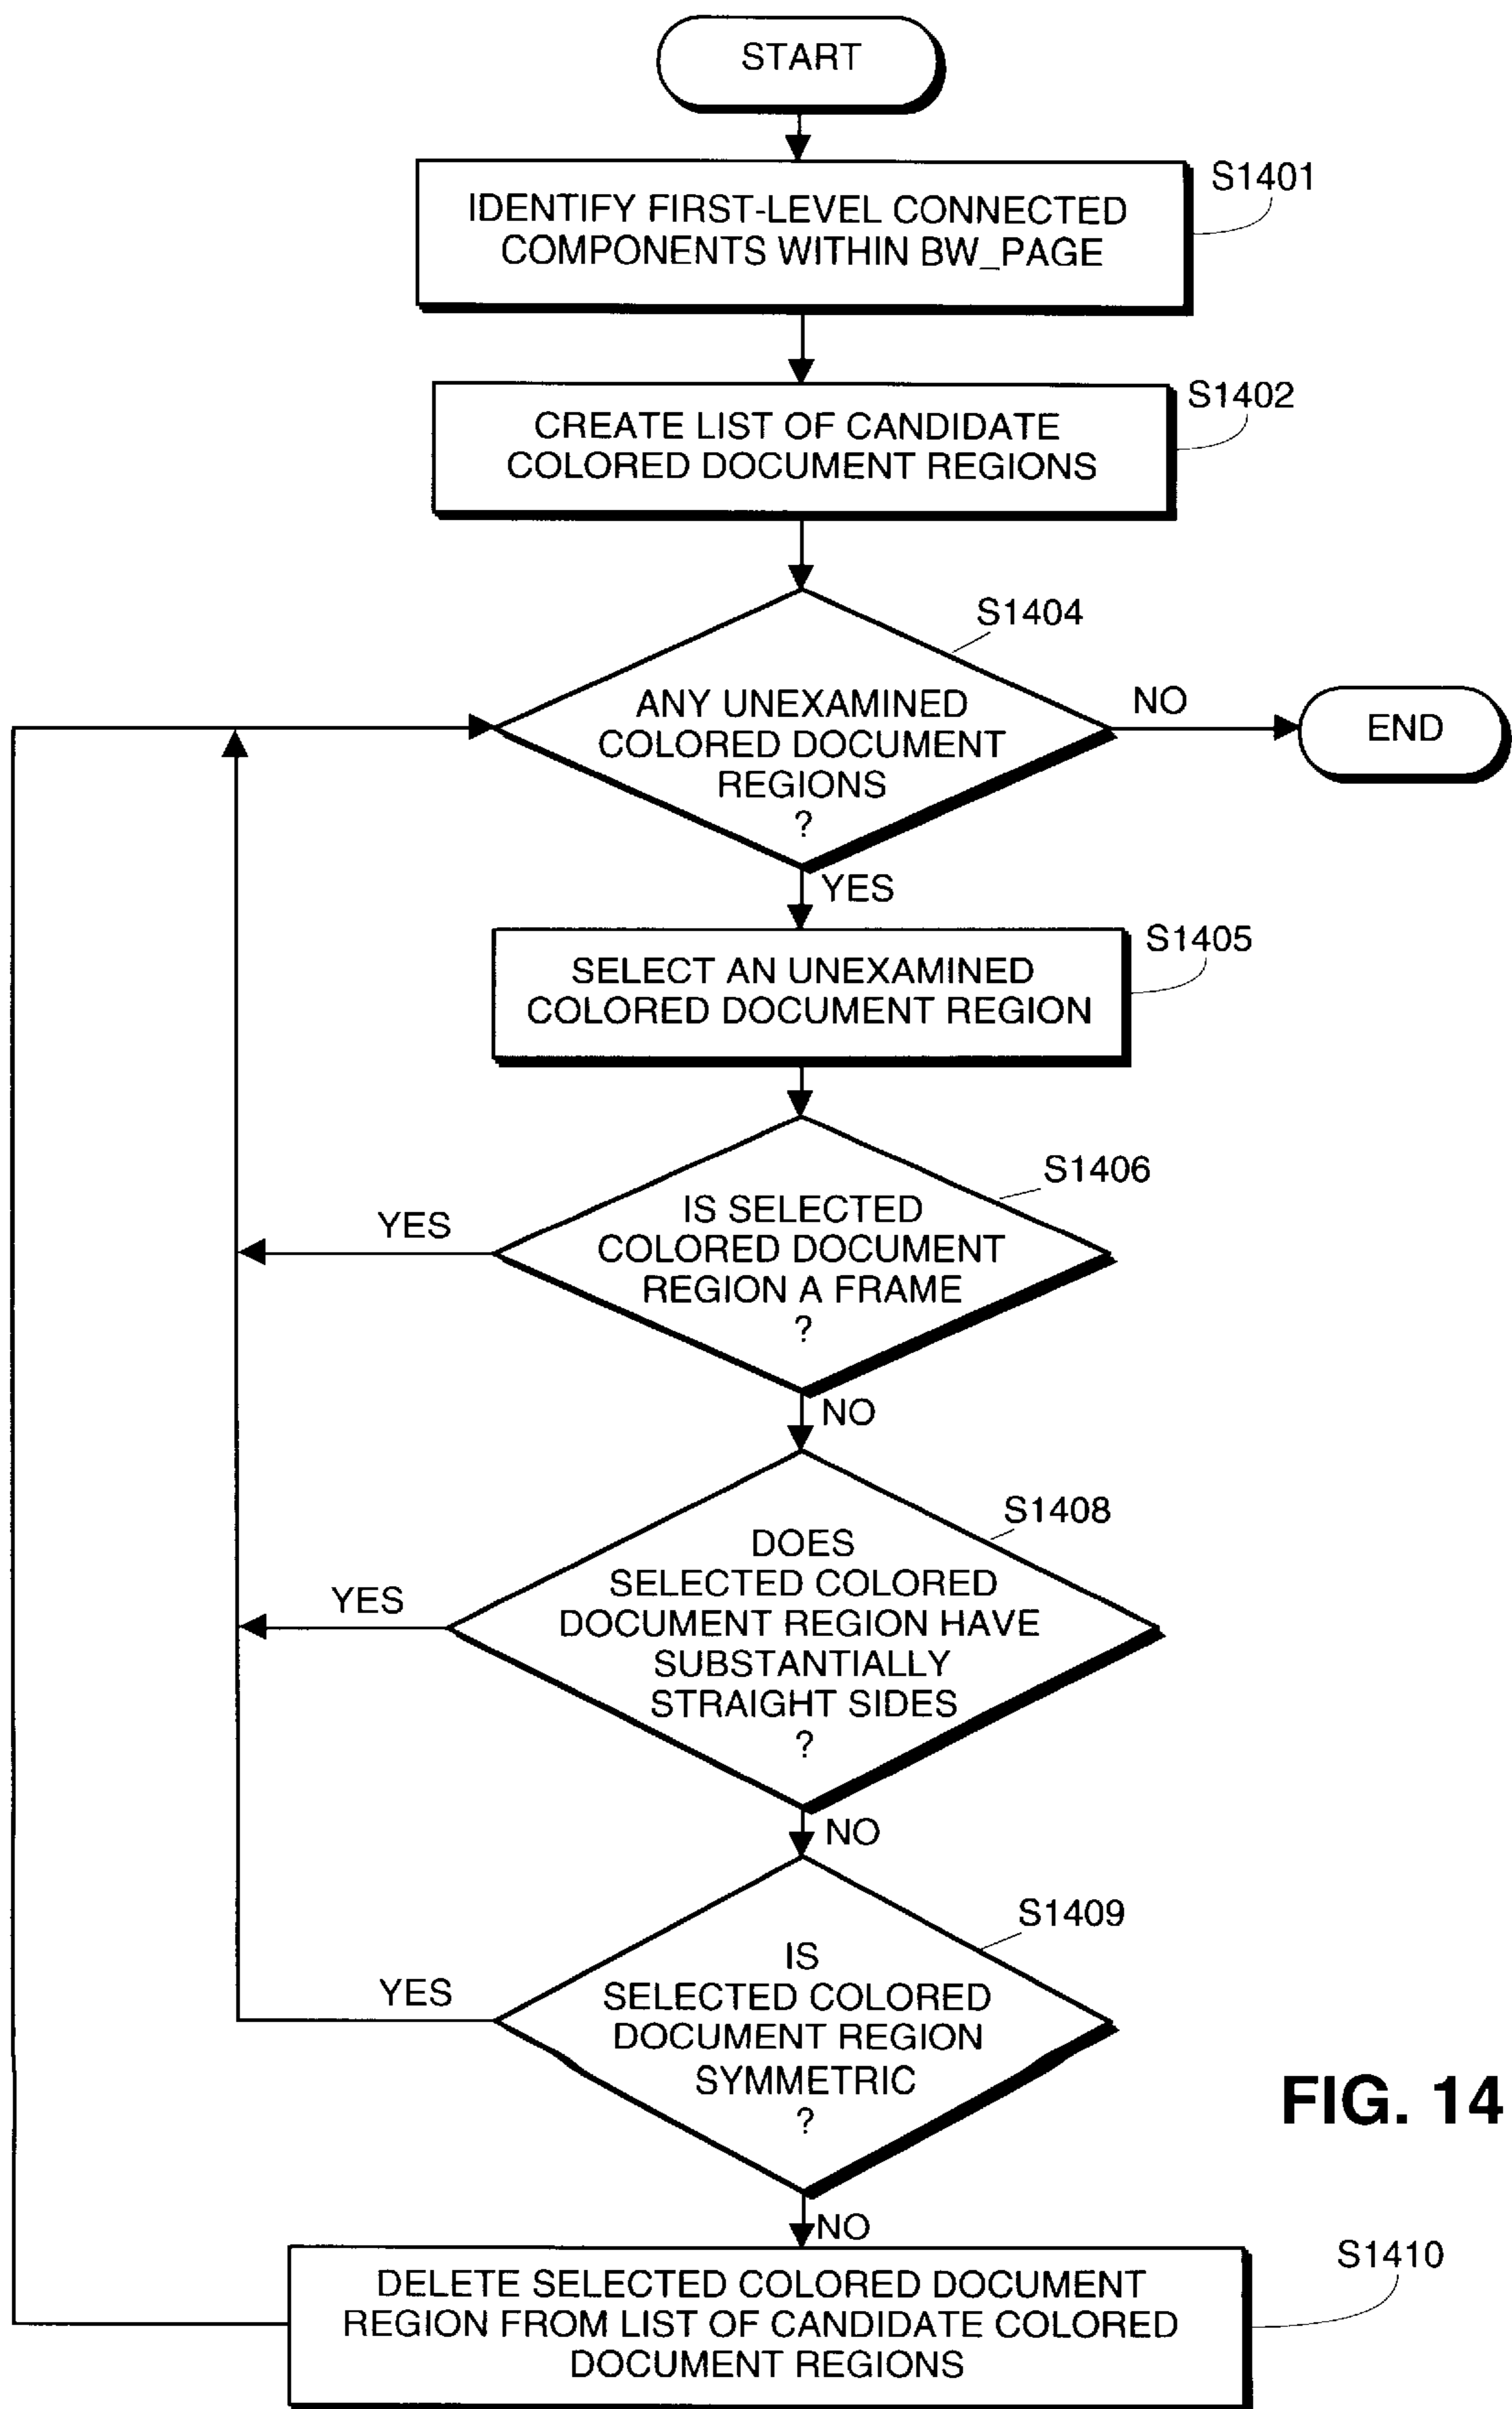 START
S1401
IDENTIFY FIRST-LEVEL CONNECTED
COMPONENTS WITHIN BW_PAGE
S1402
CREATE LIST OF CANDIDATE
COLORED DOCUMENT REGIONS
S1404
ANY UNEXAMINED
COLORED DOCUMENT
REGIONS
?
NO
END
YES
S1405
SELECT AN UNEXAMINED
COLORED DOCUMENT REGION
S1406
IS SELECTED
COLORED DOCUMENT
REGION A FRAME
?
YES
NO
S1408
DOES
SELECTED COLORED
DOCUMENT REGION HAVE
SUBSTANTIALLY
STRAIGHT SIDES
?
YES
NO
S1409
IS
SELECTED COLORED
DOCUMENT REGION
SYMMETRIC
?
YES
NO
FIG. 14
S1410
DELETE SELECTED COLORED DOCUMENT
REGION FROM LIST OF CANDIDATE COLORED
DOCUMENT REGIONS